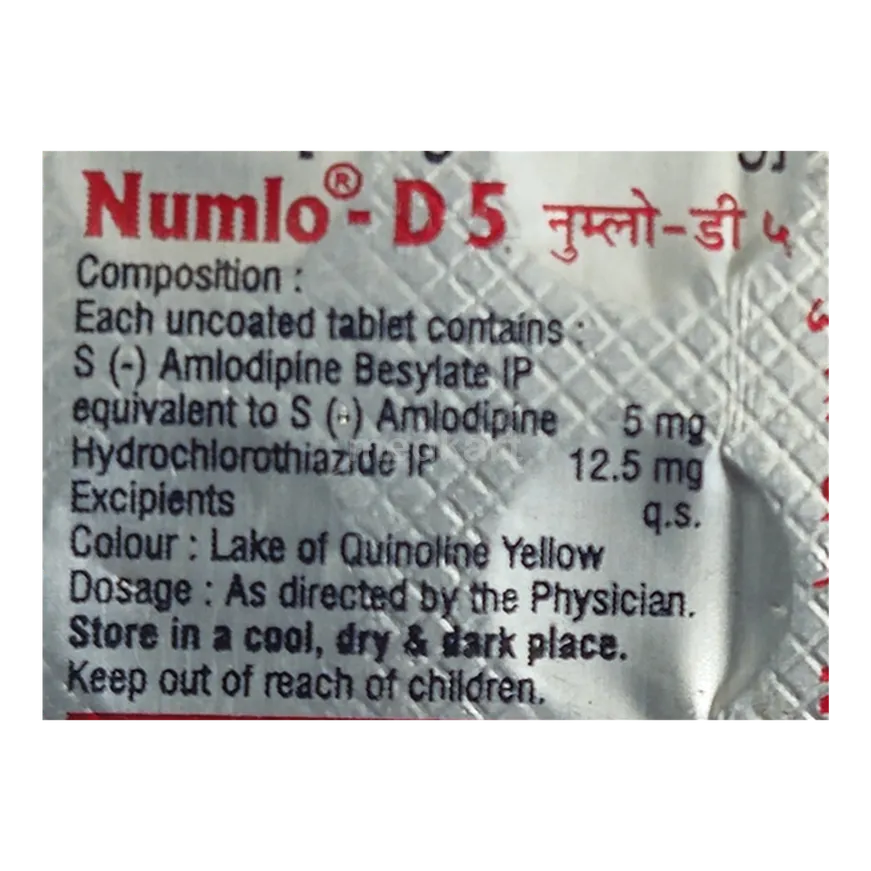 Numlo®- D 5 नुम्लो-डी ५
Composition :
Each uncoated tablet contains :
S (-) Amlodipine Besylate IP
equivalent to S (-) Amlodipine 5 mg
Hydrochlorothiazide IP 12.5 mg
Excipients q.s.
Colour : Lake of Quinoline Yellow
Dosage : As directed by the Physician.
Store in a cool, dry & dark place.
Keep out of reach of children.